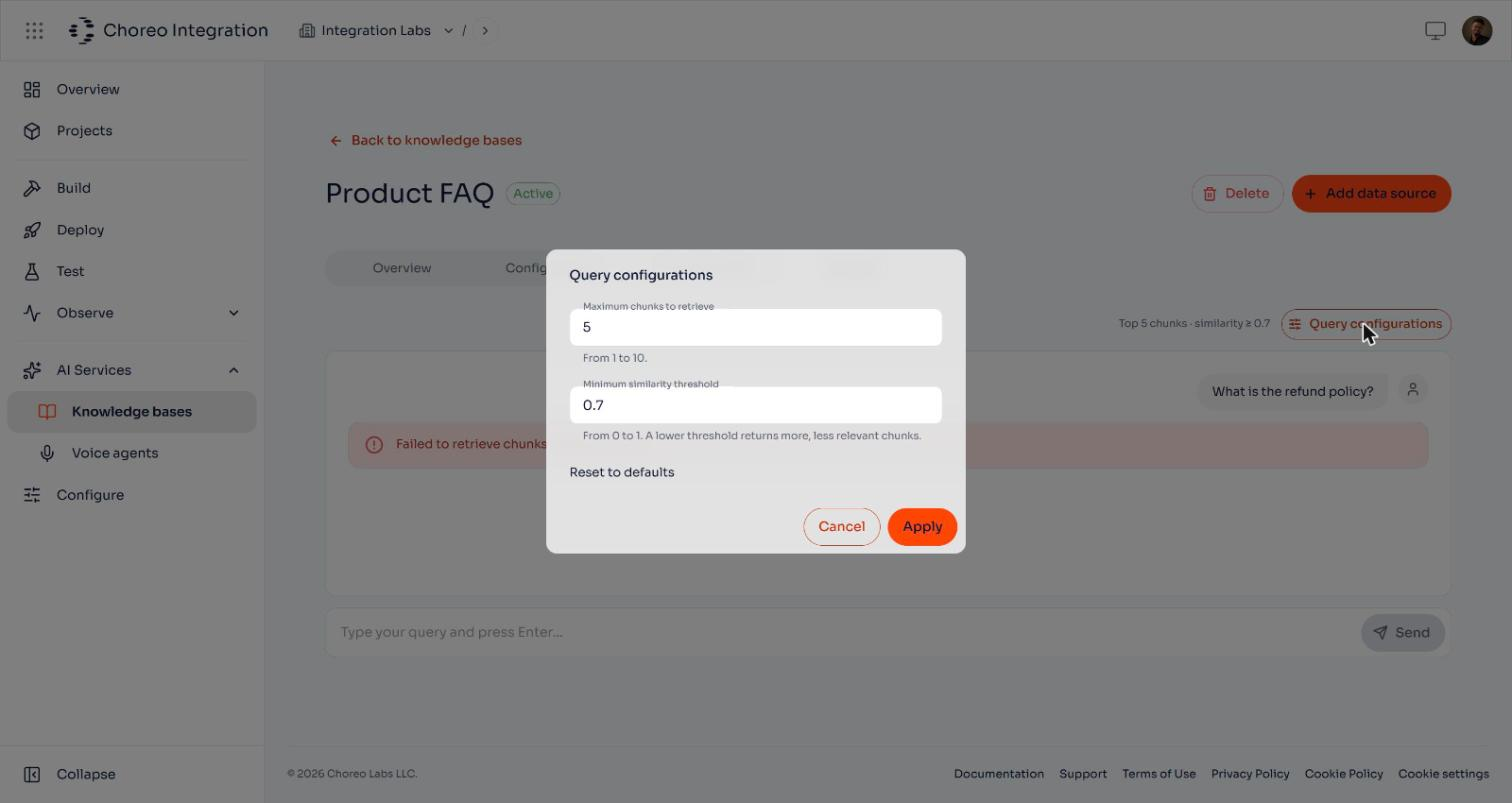 Choreo Integration
Integration Labs
/
Overview
Projects
Build
Deploy
Test
Observe
AI Services
Knowledge bases
Voice agents
Configure
Collapse
Back to knowledge bases
Product FAQ
Active
Delete
+ Add data source
Overview
Config
Top 5 chunks · similarity ≥ 0.7
Query configurations
What is the refund policy?
Failed to retrieve chunks
Query configurations
Maximum chunks to retrieve
5
From 1 to 10.
Minimum similarity threshold
0.7
From 0 to 1. A lower threshold returns more, less relevant chunks.
Reset to defaults
Cancel
Apply
Type your query and press Enter...
Send
© 2026 Choreo Labs LLC.
Documentation
Support
Terms of Use
Privacy Policy
Cookie Policy
Cookie settings